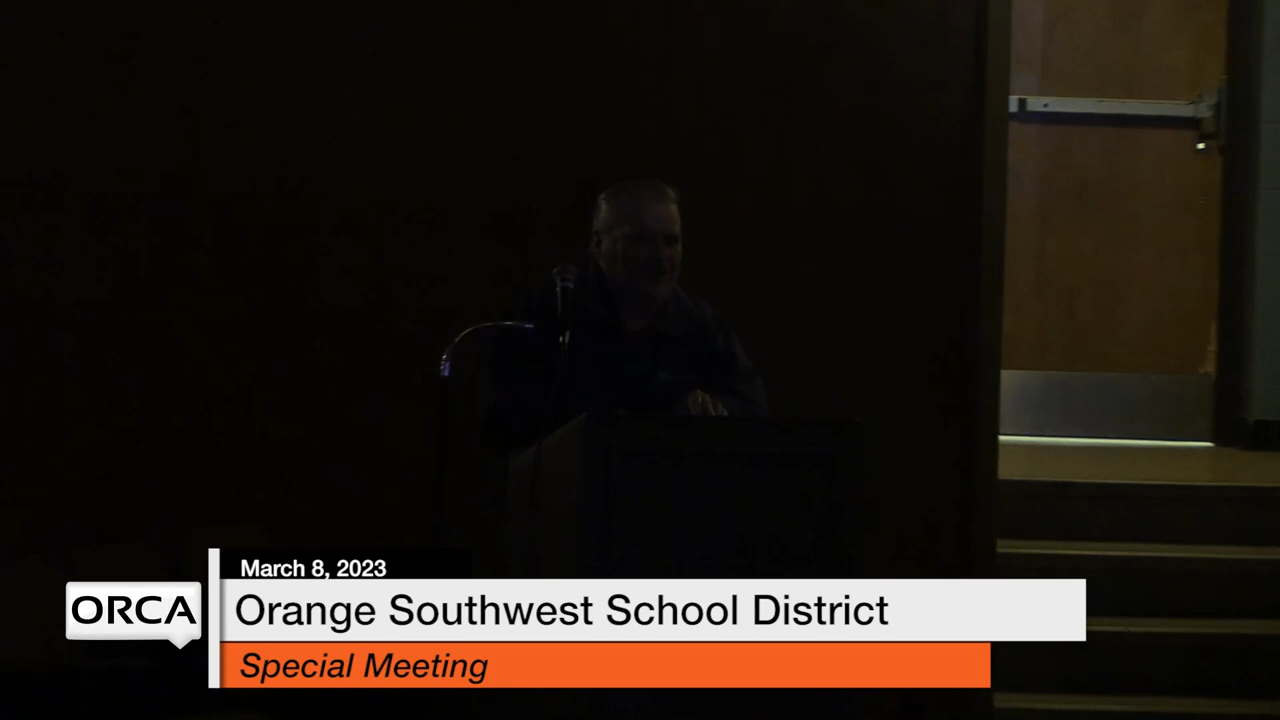 March 8, 2023
ORCA
Orange Southwest School District
Special Meeting